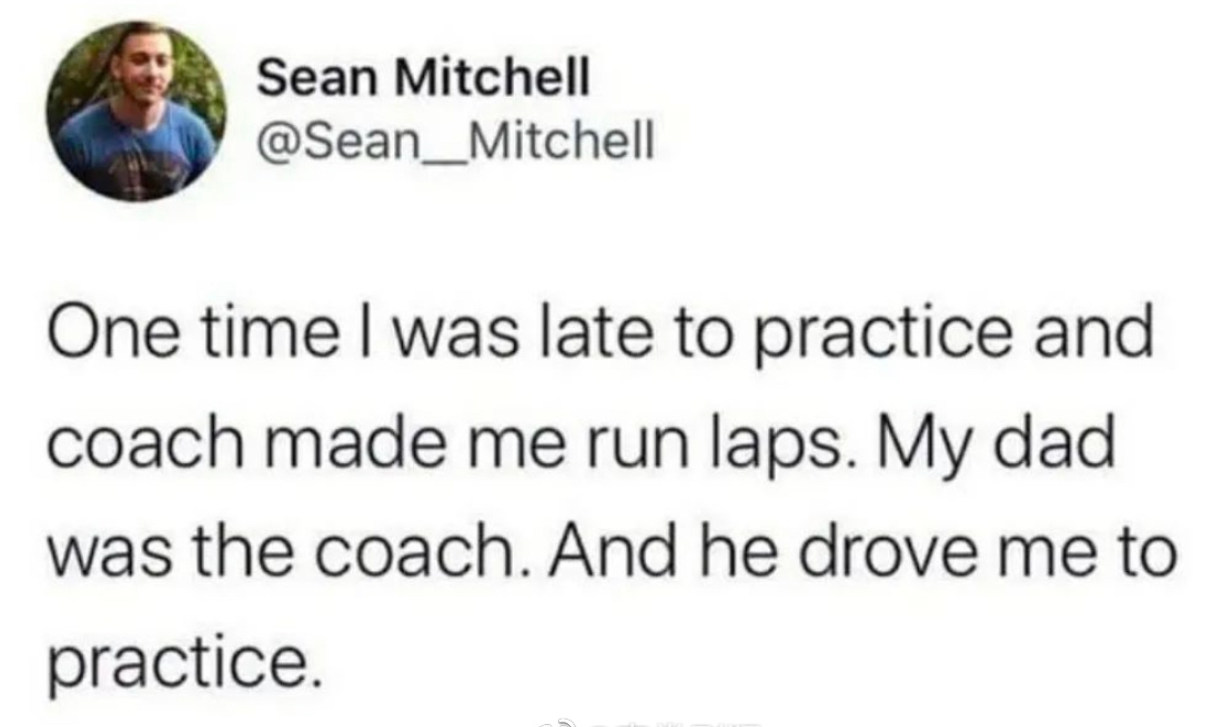 Sean Mitchell
@Sean__Mitchell
One time I was late to practice and
coach made me run laps. My dad
was the coach. And he drove me to
practice.